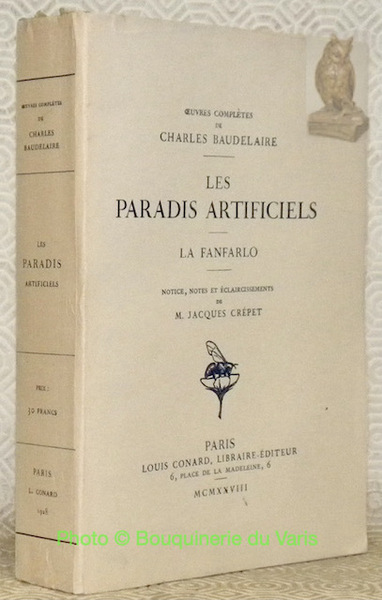 ŒUVRES COMPLÈTES
DE
CHARLES
BAUDELAIRE
LES
PARADIS
ARTIFICIELS
PRIX :
30 FRANCS
PARIS
L. CONARD
1928
ŒUVRES COMPLÈTES
DE
CHARLES BAUDELAIRE
LES
PARADIS ARTIFICIELS
LA FANFARLO
NOTICE, NOTES ET ÉCLAIRCISSEMENTS
DE
M. JACQUES CRÉPET
PARIS
LOUIS CONARD, LIBRAIRE-ÉDITEUR
6, PLACE DE LA MADELEINE, 6
MCMXXVIII
Photo © Bouquinerie du Varis